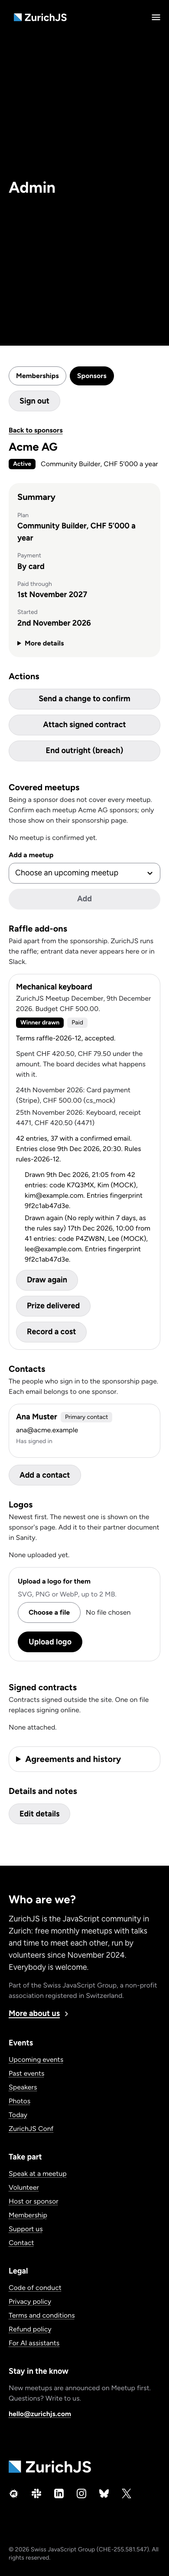 ZurichJS
Admin
Memberships
Sponsors
Sign out
Back to sponsors
Acme AG
Active
Community Builder, CHF 5'000 a year
Summary
Plan
Community Builder, CHF 5'000 a
year
Payment
By card
Paid through
1st November 2027
Started
2nd November 2026
More details
Actions
Send a change to confirm
Attach signed contract
End outright (breach)
Covered meetups
Being a sponsor does not cover every meetup.
Confirm each meetup Acme AG sponsors; only
those show on their sponsorship page.
No meetup is confirmed yet.
Add a meetup
Choose an upcoming meetup
Add
Raffle add-ons
Paid apart from the sponsorship. ZurichJS runs
the raffle; entrant data never appears here or in
Slack.
Mechanical keyboard
ZurichJS Meetup December, 9th December
2026. Budget CHF 500.00.
Winner drawn
Paid
Terms raffle-2026-12, accepted.
Spent CHF 420.50, CHF 79.50 under the
amount. The board decides what happens
with it.
24th November 2026: Card payment
(Stripe), CHF 500.00 (cs_mock)
25th November 2026: Keyboard, receipt
4471, CHF 420.50 (4471)
42 entries, 37 with a confirmed email.
Entries close 9th Dec 2026, 20:30. Rules
rules-2026-12.
Drawn 9th Dec 2026, 21:05 from 42
entries: code K7Q3MX, Kim (MOCK),
kim@example.com. Entries fingerprint
9f2c1ab47d3e.
Drawn again (No reply within 7 days, as
the rules say) 17th Dec 2026, 10:00 from
41 entries: code P4ZW8N, Lee (MOCK),
lee@example.com. Entries fingerprint
9f2c1ab47d3e.
Draw again
Prize delivered
Record a cost
Contacts
The people who sign in to the sponsorship page.
Each email belongs to one sponsor.
Ana Muster
Primary contact
ana@acme.example
Has signed in
Add a contact
Logos
Newest first. The newest one is shown on the
sponsor's page. Add it to their partner document
in Sanity.
None uploaded yet.
Upload a logo for them
SVG, PNG or WebP, up to 2 MB.
Choose a file
No file chosen
Upload logo
Signed contracts
Contracts signed outside the site. One on file
replaces signing online.
None attached.
Agreements and history
Details and notes
Edit details
Who are we?
ZurichJS is the JavaScript community in
Zurich: free monthly meetups with talks
and time to meet each other, run by
volunteers since November 2024.
Everybody is welcome.
Part of the Swiss JavaScript Group, a non-profit
association registered in Switzerland.
More about us
Events
Upcoming events
Past events
Speakers
Photos
Today
ZurichJS Conf
Take part
Speak at a meetup
Volunteer
Host or sponsor
Membership
Support us
Contact
Legal
Code of conduct
Privacy policy
Terms and conditions
Refund policy
For AI assistants
Stay in the know
New meetups are announced on Meetup first.
Questions? Write to us.
hello@zurichjs.com
ZurichJS
© 2026 Swiss JavaScript Group (CHE-255.581.547). All
rights reserved.